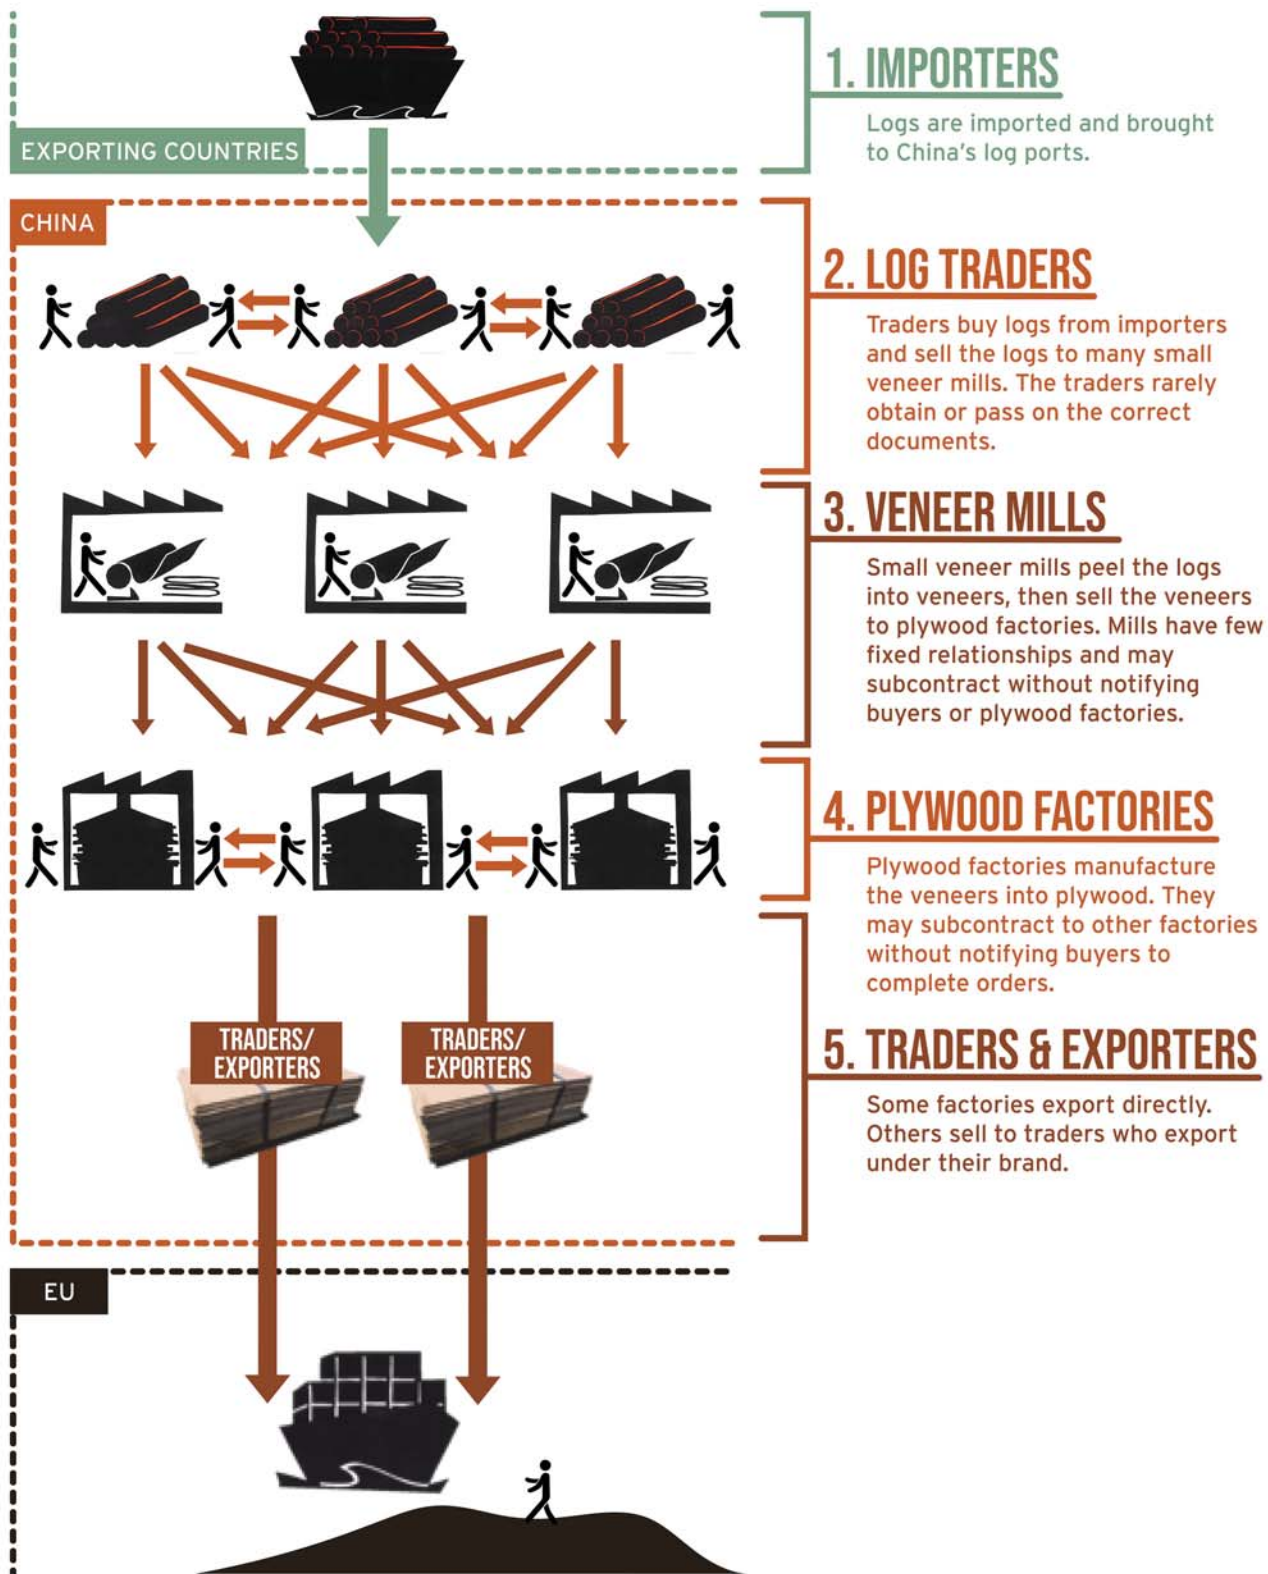 1. IMPORTERS
Logs are imported and brought
to China's log ports.
EXPORTING COUNTRIES
CHINA
2. LOG TRADERS
Traders buy logs from importers
and sell the logs to many small
veneer mills. The traders rarely
obtain or pass on the correct
documents.
3. VENEER MILLS
Small veneer mills peel the logs
into veneers, then sell the veneers
to plywood factories. Mills have few
fixed relationships and may
subcontract without notifying
buyers or plywood factories.
4. PLYWOOD FACTORIES
Plywood factories manufacture
the veneers into plywood. They
may subcontract to other factories
without notifying buyers to
complete orders.
TRADERS/
EXPORTERS
TRADERS/
EXPORTERS
5. TRADERS & EXPORTERS
Some factories export directly.
Others sell to traders who export
under their brand.
EU